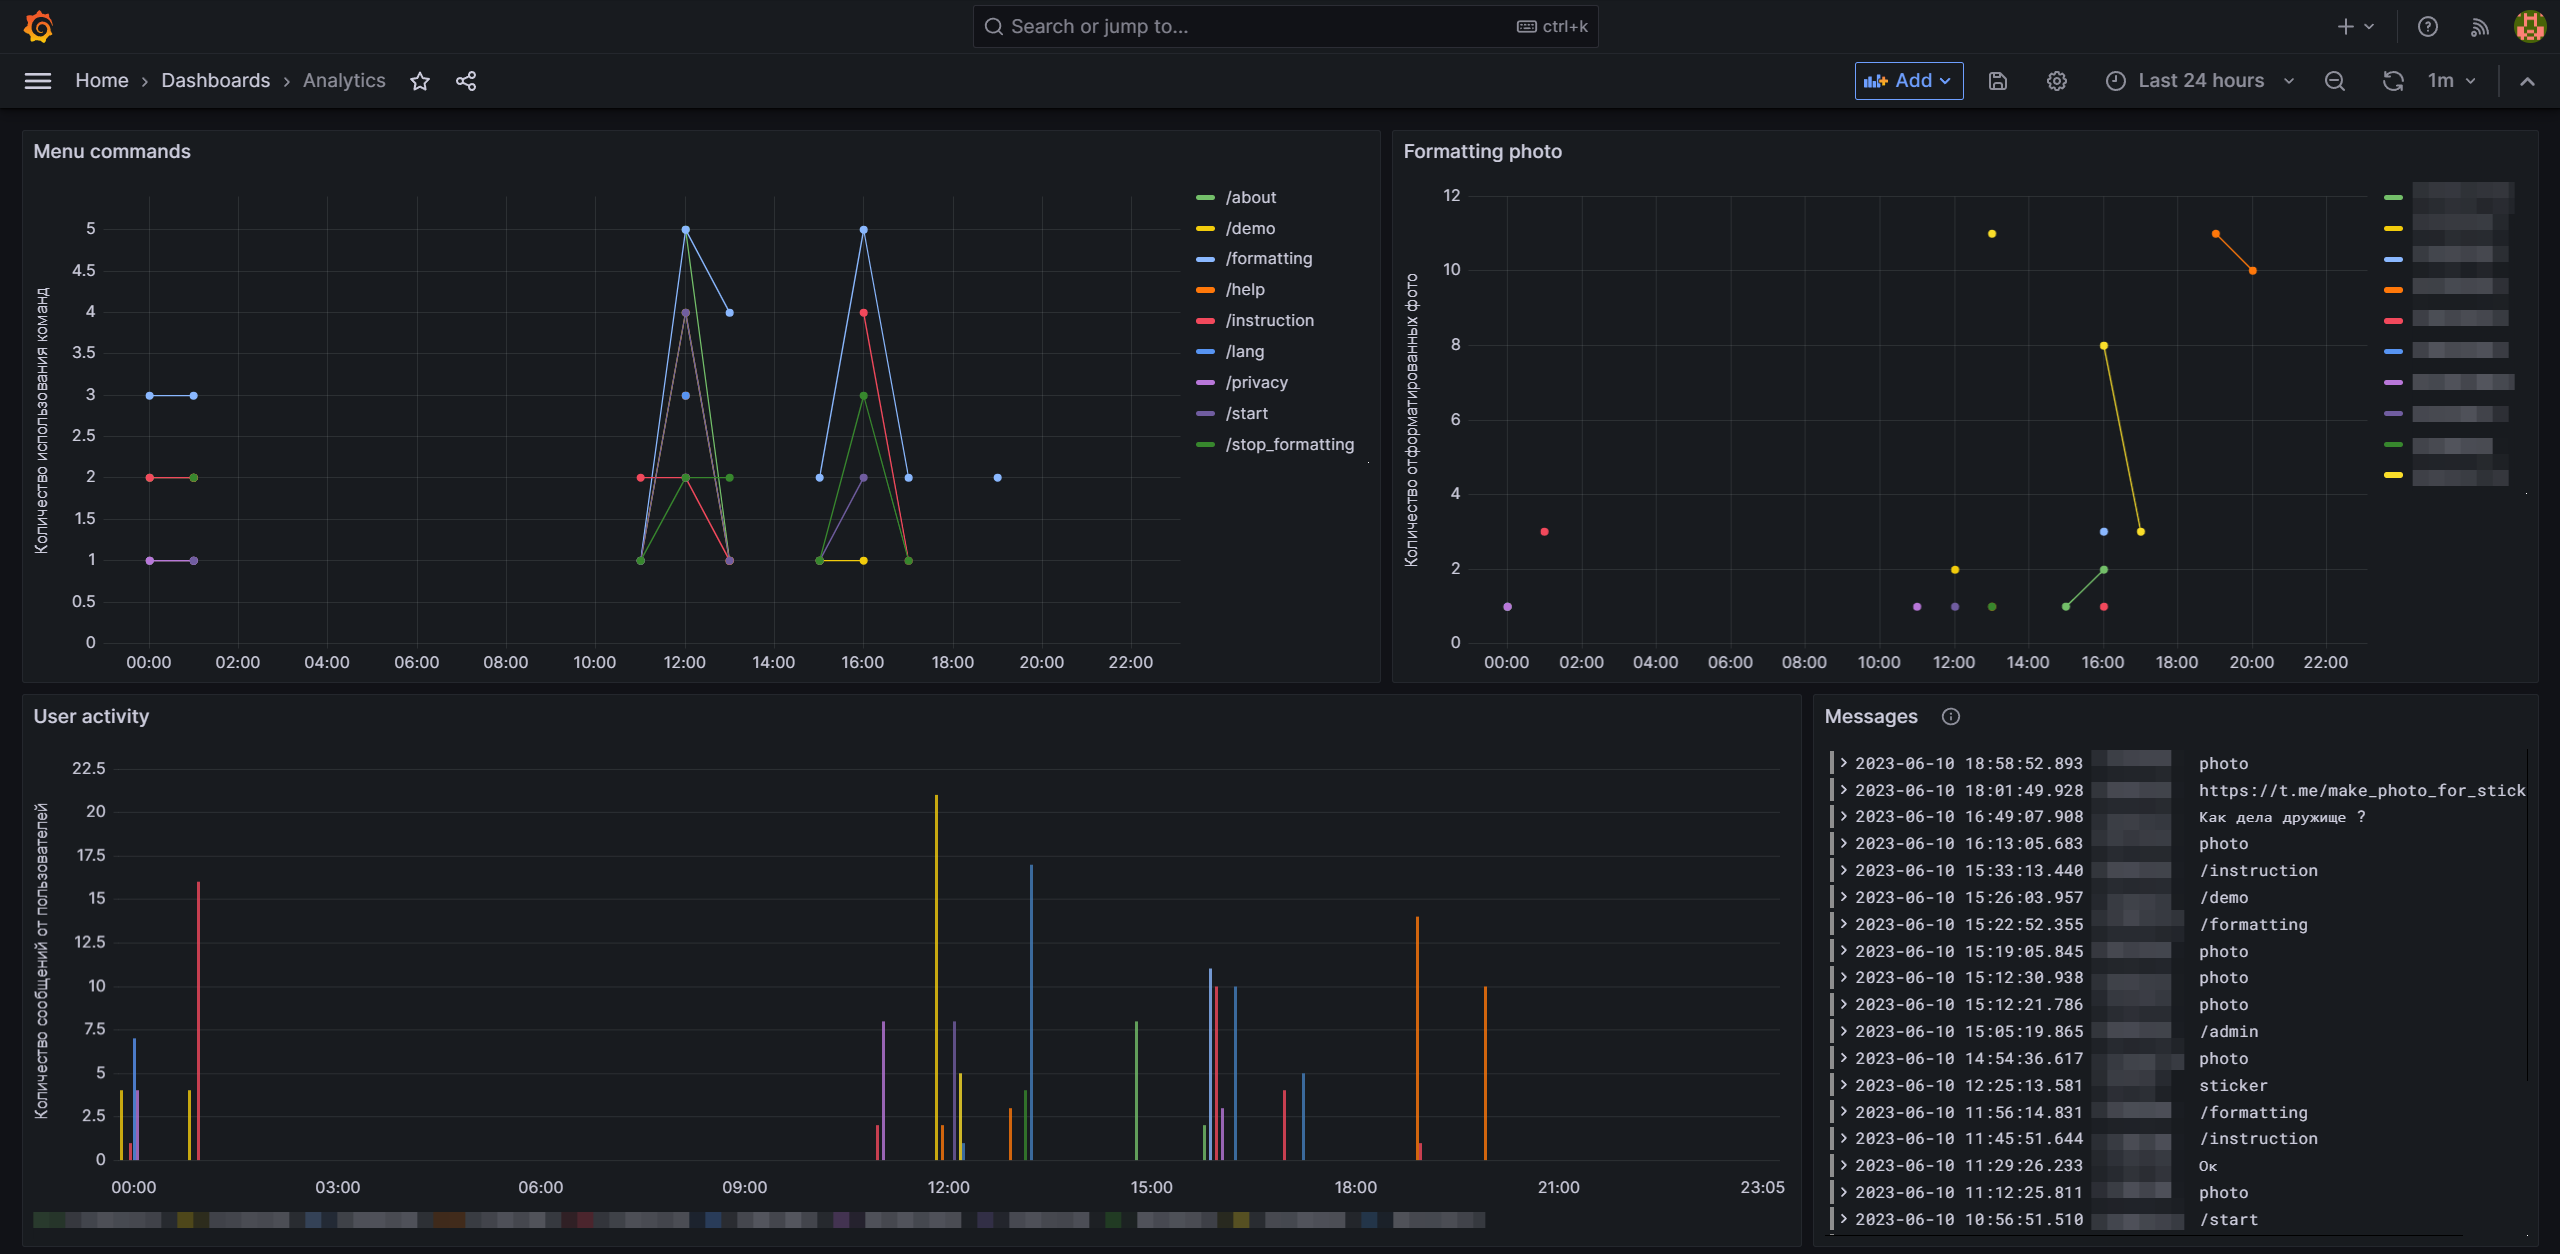 Search or jump to... ctrl+k
Home › Dashboards › Analytics Add Last 24 hours 1m
Menu commands
Количество использования команд
5
4.5
4
3.5
3
2.5
2
1.5
1
0.5
0
00:00 02:00 04:00 06:00 08:00 10:00 12:00 14:00 16:00 18:00 20:00 22:00
/about
/demo
/formatting
/help
/instruction
/lang
/privacy
/start
/stop_formatting
Formatting photo
Количество отформатированных фото
12
10
8
6
4
2
0
00:00 02:00 04:00 06:00 08:00 10:00 12:00 14:00 16:00 18:00 20:00 22:00
User activity
Количество сообщений от пользователей
22.5
20
17.5
15
12.5
10
7.5
5
2.5
0
00:00 03:00 06:00 09:00 12:00 15:00 18:00 21:00 23:05
Messages
2023-06-10 18:58:52.893 photo
2023-06-10 18:01:49.928 https://t.me/make_photo_for_stick
2023-06-10 16:49:07.908 Как дела дружище ?
2023-06-10 16:13:05.683 photo
2023-06-10 15:33:13.440 /instruction
2023-06-10 15:26:03.957 /demo
2023-06-10 15:22:52.355 /formatting
2023-06-10 15:19:05.845 photo
2023-06-10 15:12:30.938 photo
2023-06-10 15:12:21.786 photo
2023-06-10 15:05:19.865 /admin
2023-06-10 14:54:36.617 photo
2023-06-10 12:25:13.581 sticker
2023-06-10 11:56:14.831 /formatting
2023-06-10 11:45:51.644 /instruction
2023-06-10 11:29:26.233 Ок
2023-06-10 11:12:25.811 photo
2023-06-10 10:56:51.510 /start